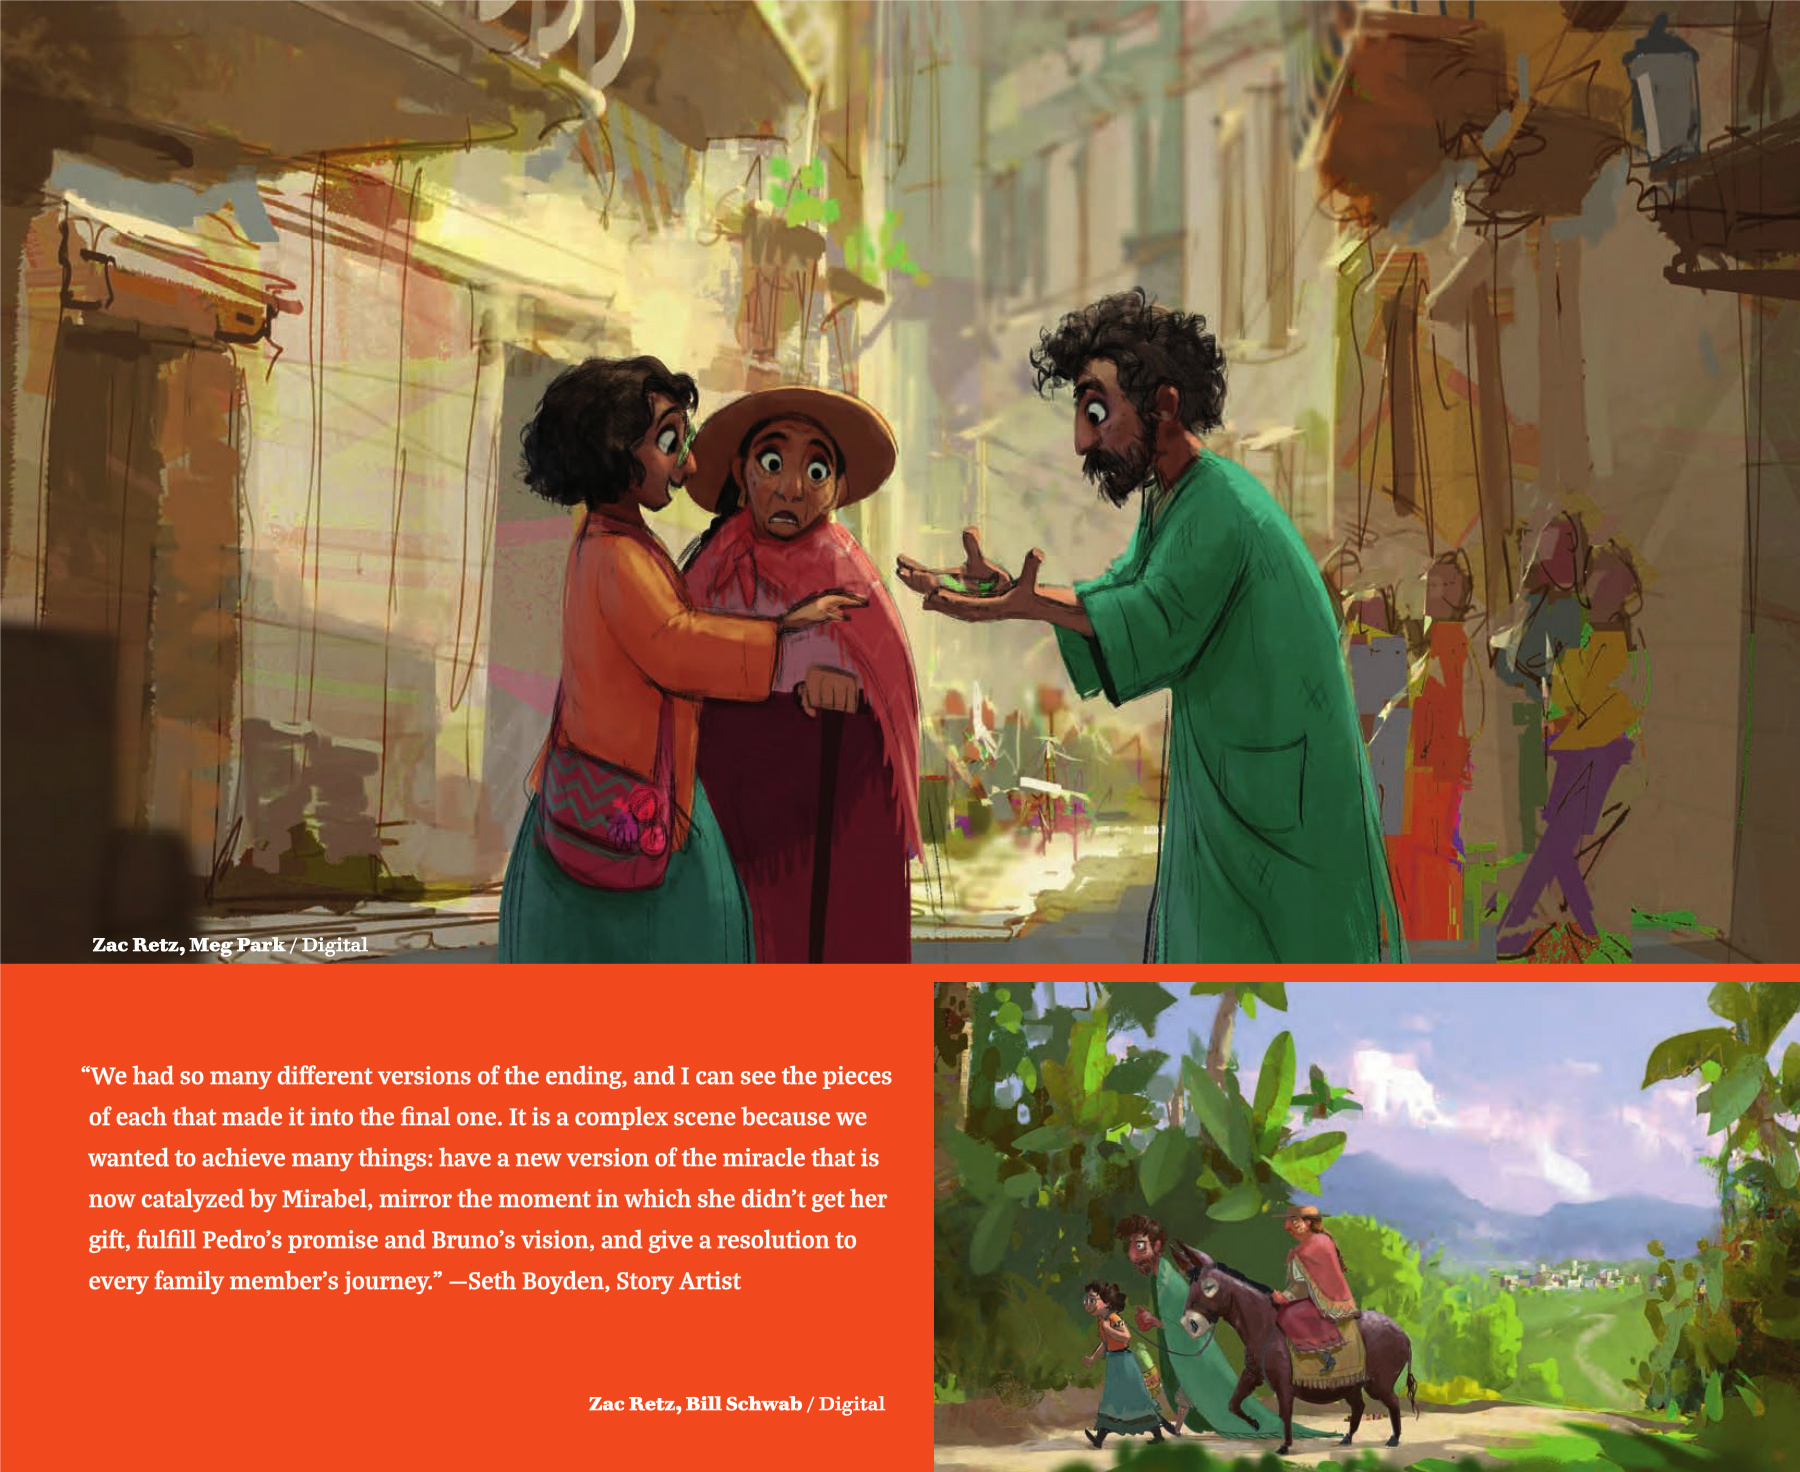 Zac Retz, Meg Park / Digital
“We had so many different versions of the ending, and I can see the pieces
of each that made it into the final one. It is a complex scene because we
wanted to achieve many things: have a new version of the miracle that is
now catalyzed by Mirabel, mirror the moment in which she didn’t get her
gift, fulfill Pedro’s promise and Bruno’s vision, and give a resolution to
every family member’s journey.” —Seth Boyden, Story Artist
Zac Retz, Bill Schwab / Digital